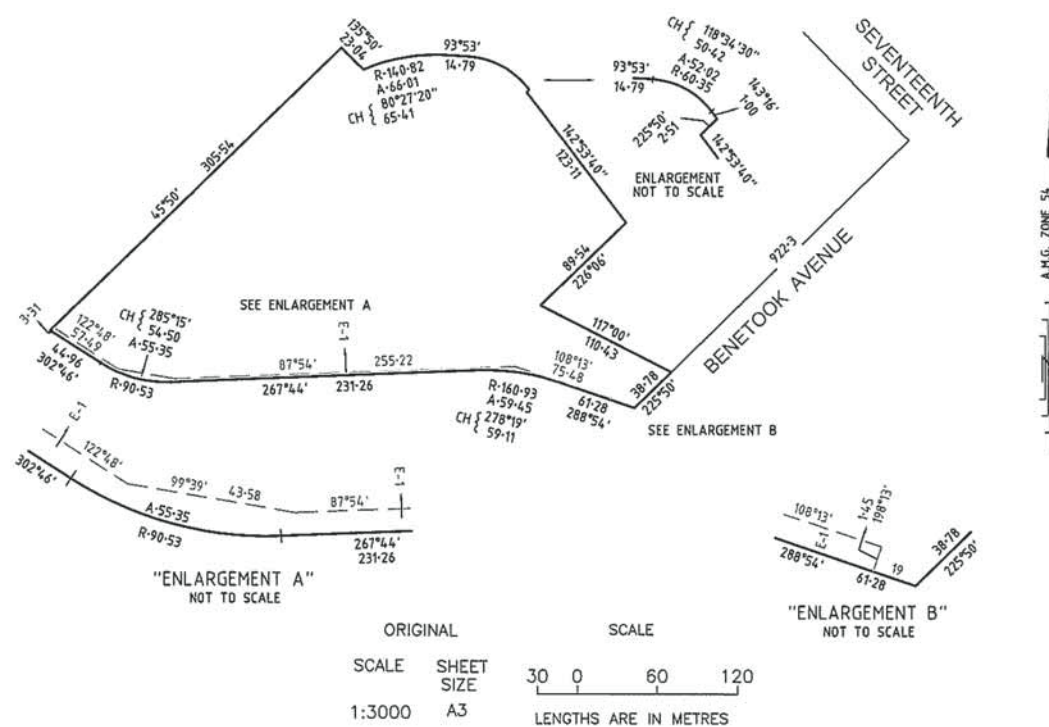 135°50'
23·04
93°53'
14·79
R·140·82
A·66·01
CH { 80°27'20"
65·41
CH { 118°34'30"
50·42
A·52·02
R·60·35
93°53'
14·79
143°16'
1·00
225°50'
2·51
142°53'40"
ENLARGEMENT
NOT TO SCALE
SEVENTEENTH
STREET
305·54
45°50'
142°53'40"
123·11
89·54
226°06'
922·3
BENETOOK AVENUE
A.M.G. ZONE 54
SEE ENLARGEMENT A
3·31
122°48'
57·49
44·96
302°46'
CH { 285°15'
54·50
A·55·35
R·90·53
E-1
87°54'
255·22
267°44'
231·26
117°00'
110·43
108°13'
75·48
R·160·93
A·59·45
CH { 278°19'
59·11
61·28
288°54'
38·78
225°50'
SEE ENLARGEMENT B
E-1
122°48'
302°46'
99°39'
43·58
87°54'
E-1
A·55·35
R·90·53
267°44'
231·26
"ENLARGEMENT A"
NOT TO SCALE
108°13'
E-1
1·45
198°13'
288°54'
61·28
19
38·78
225°50'
"ENLARGEMENT B"
NOT TO SCALE
ORIGINAL
SCALE
SCALE
SHEET
SIZE
1:3000
A3
30 0 60 120
LENGTHS ARE IN METRES